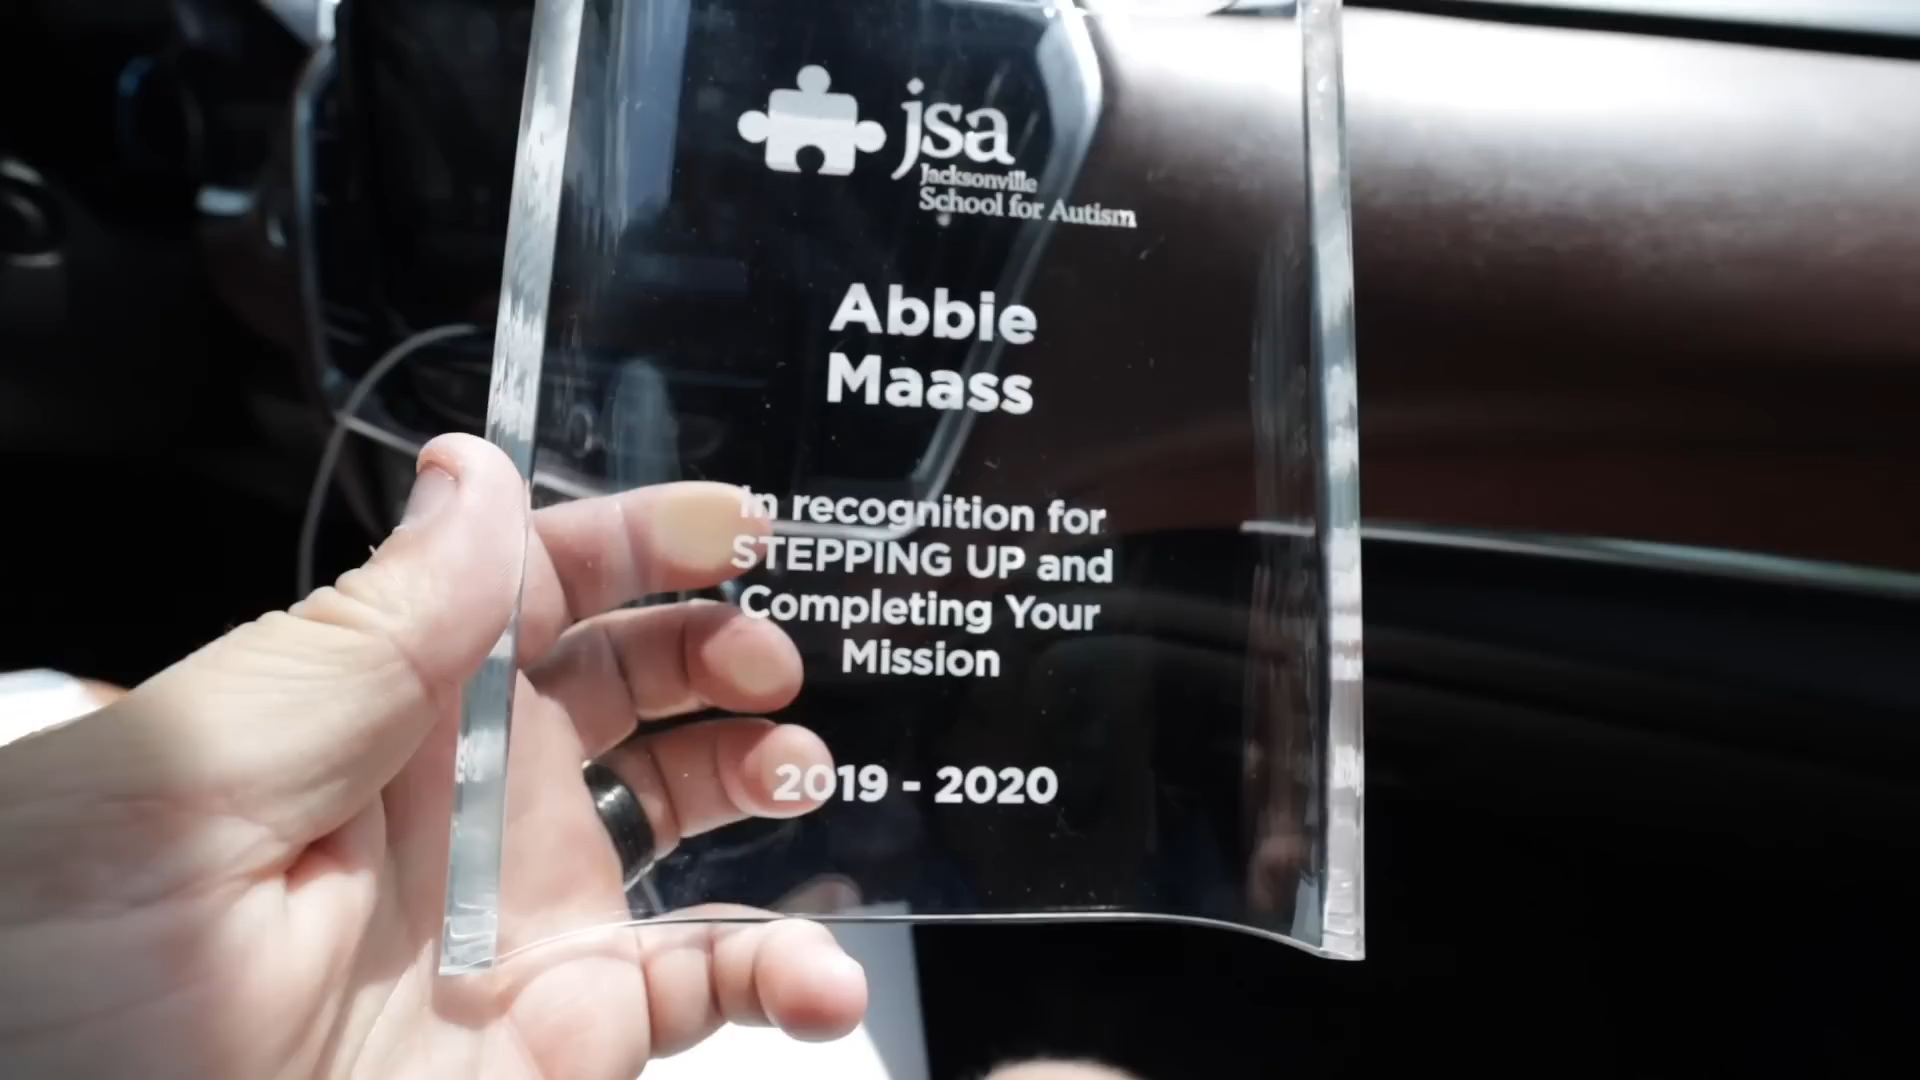 jsa
Jacksonville
School for Autism
Abbie
Maass
In recognition for
STEPPING UP and
Completing Your
Mission
2019 - 2020